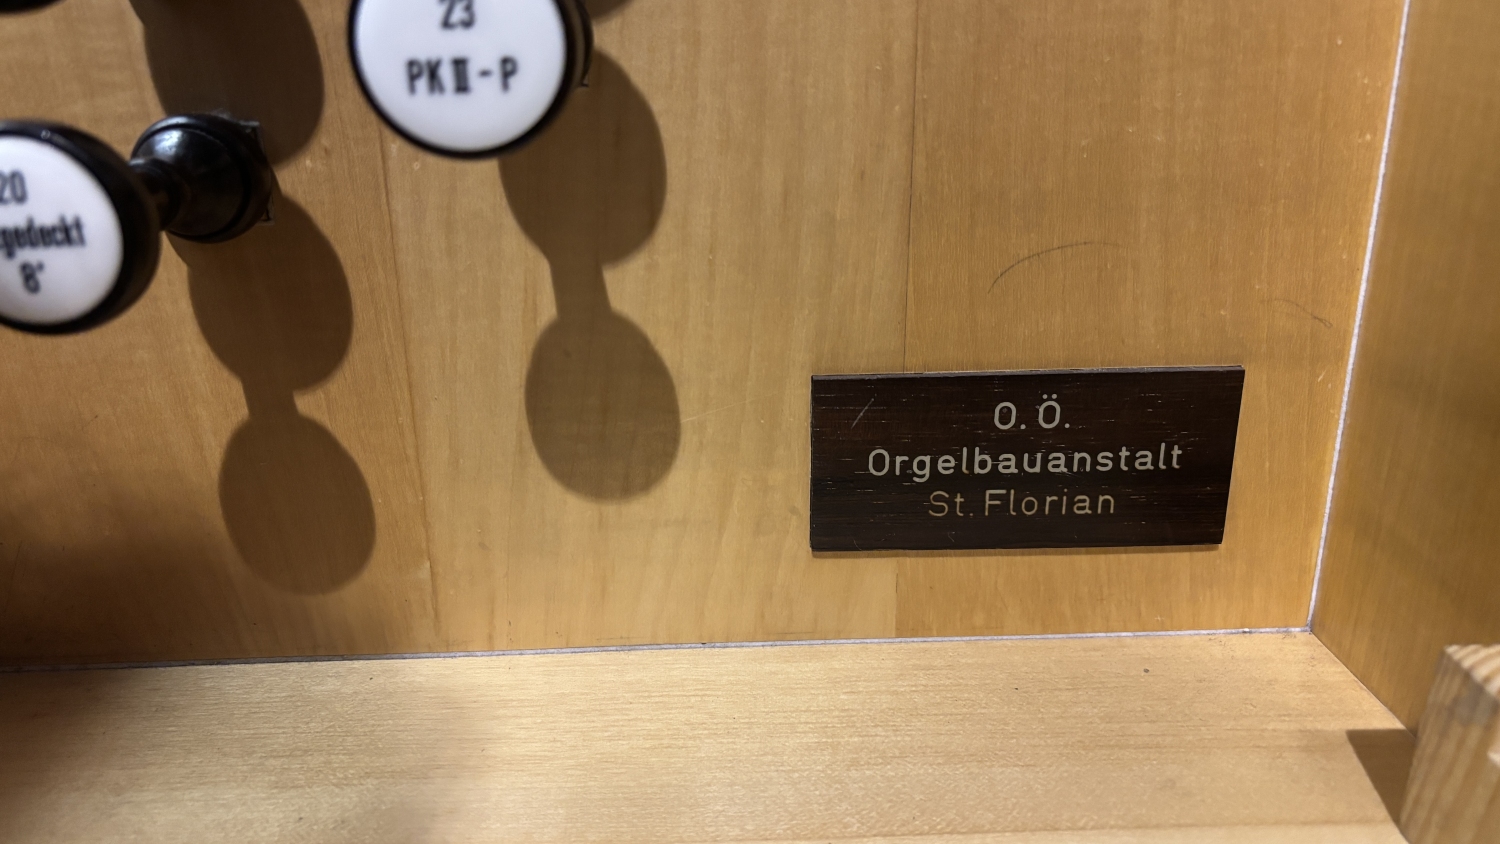 23
PK II - P
20
gedeckt
8'
O. Ö.
Orgelbauanstalt
St. Florian